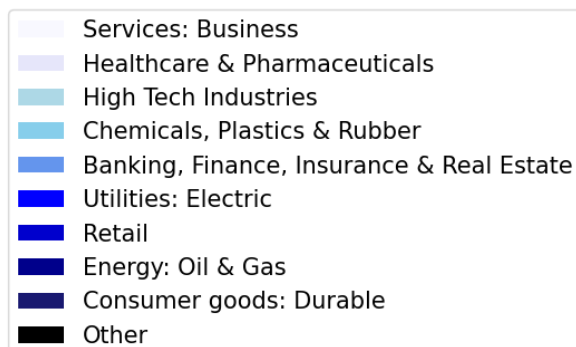 Services: Business
Healthcare & Pharmaceuticals
High Tech Industries
Chemicals, Plastics & Rubber
Banking, Finance, Insurance & Real Estate
Utilities: Electric
Retail
Energy: Oil & Gas
Consumer goods: Durable
Other